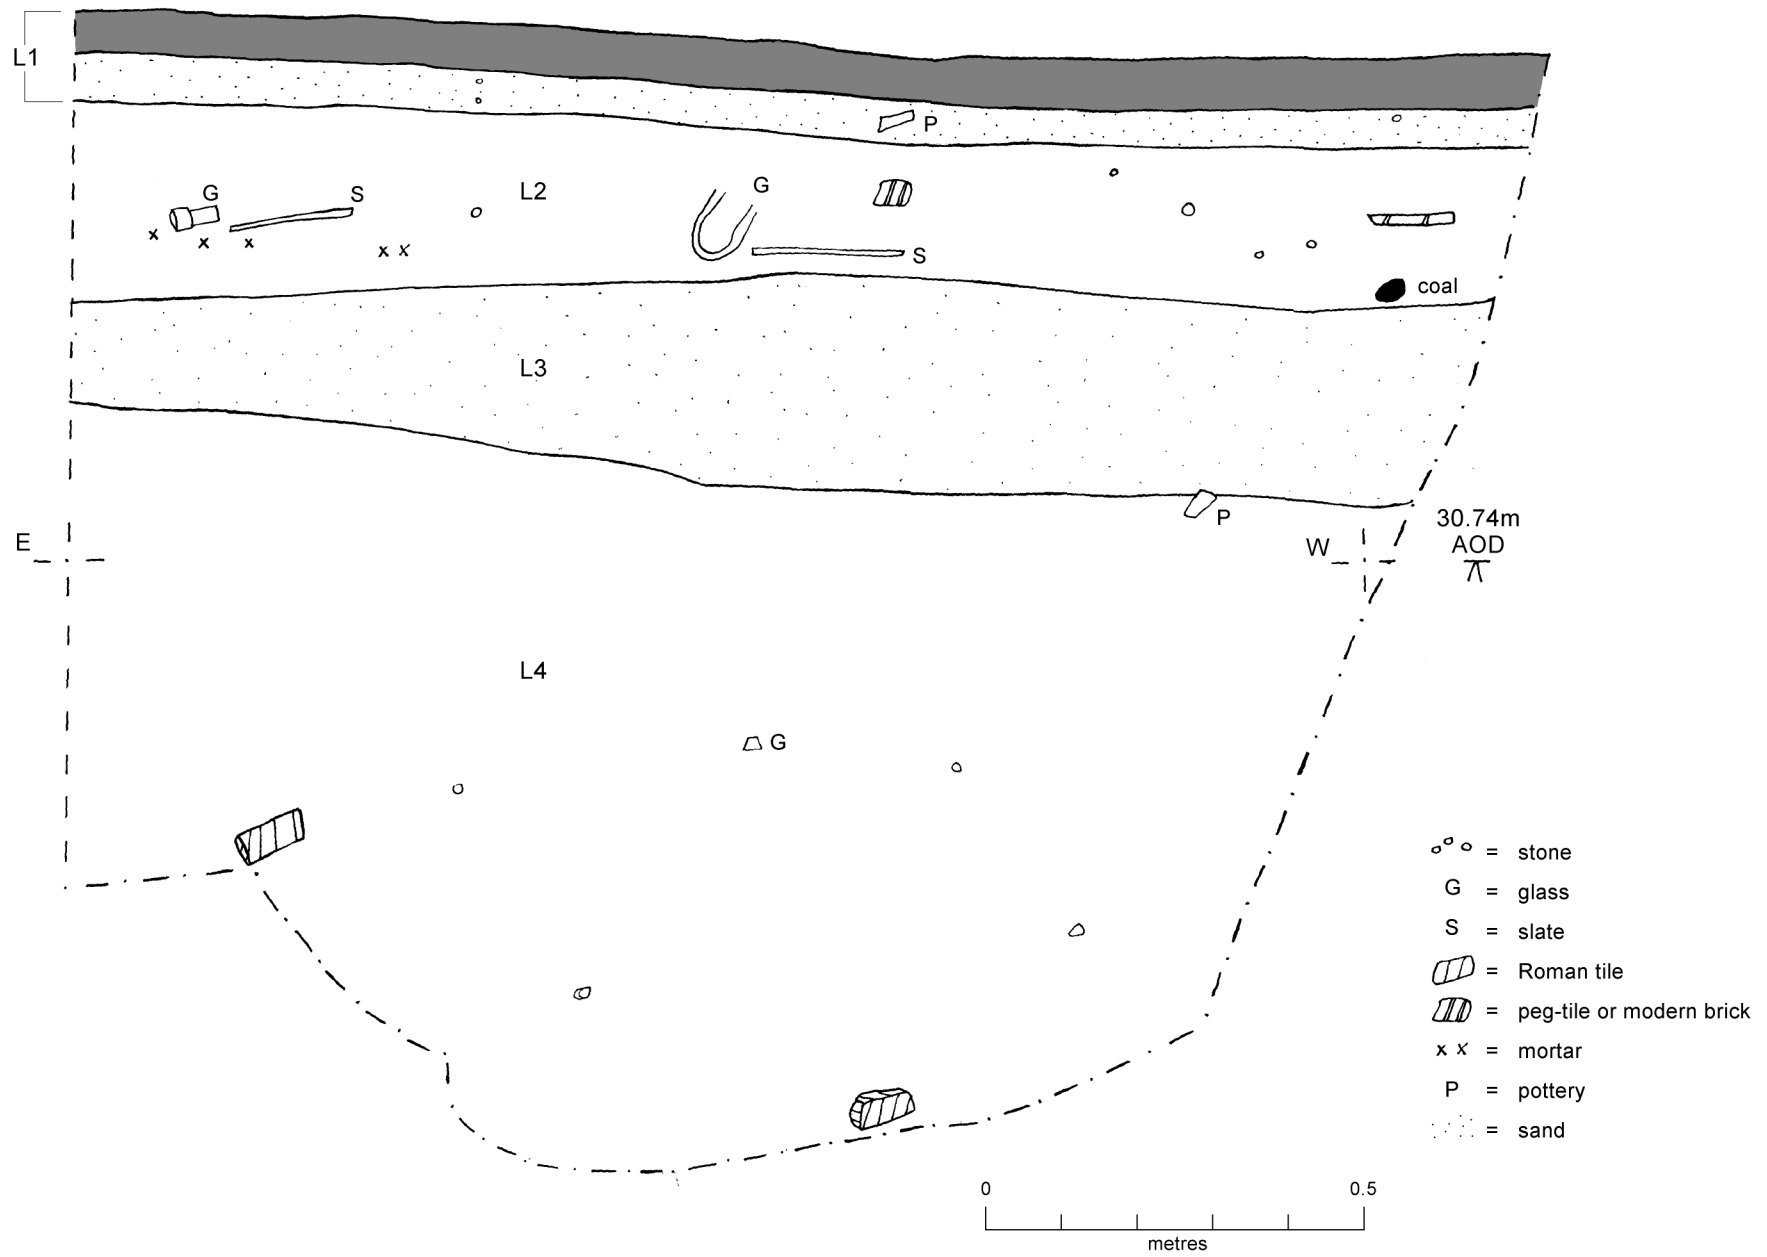 L1
P
G
S
L2
G
S
coal
L3
P
E
W
30.74m
AOD
L4
G
= stone
G = glass
S = slate
= Roman tile
= peg-tile or modern brick
x x = mortar
P = pottery
= sand
0 0.5
metres